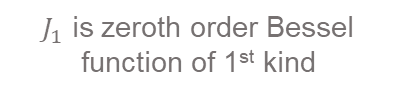 J₁ is zeroth order Bessel
function of 1ˢᵗ kind